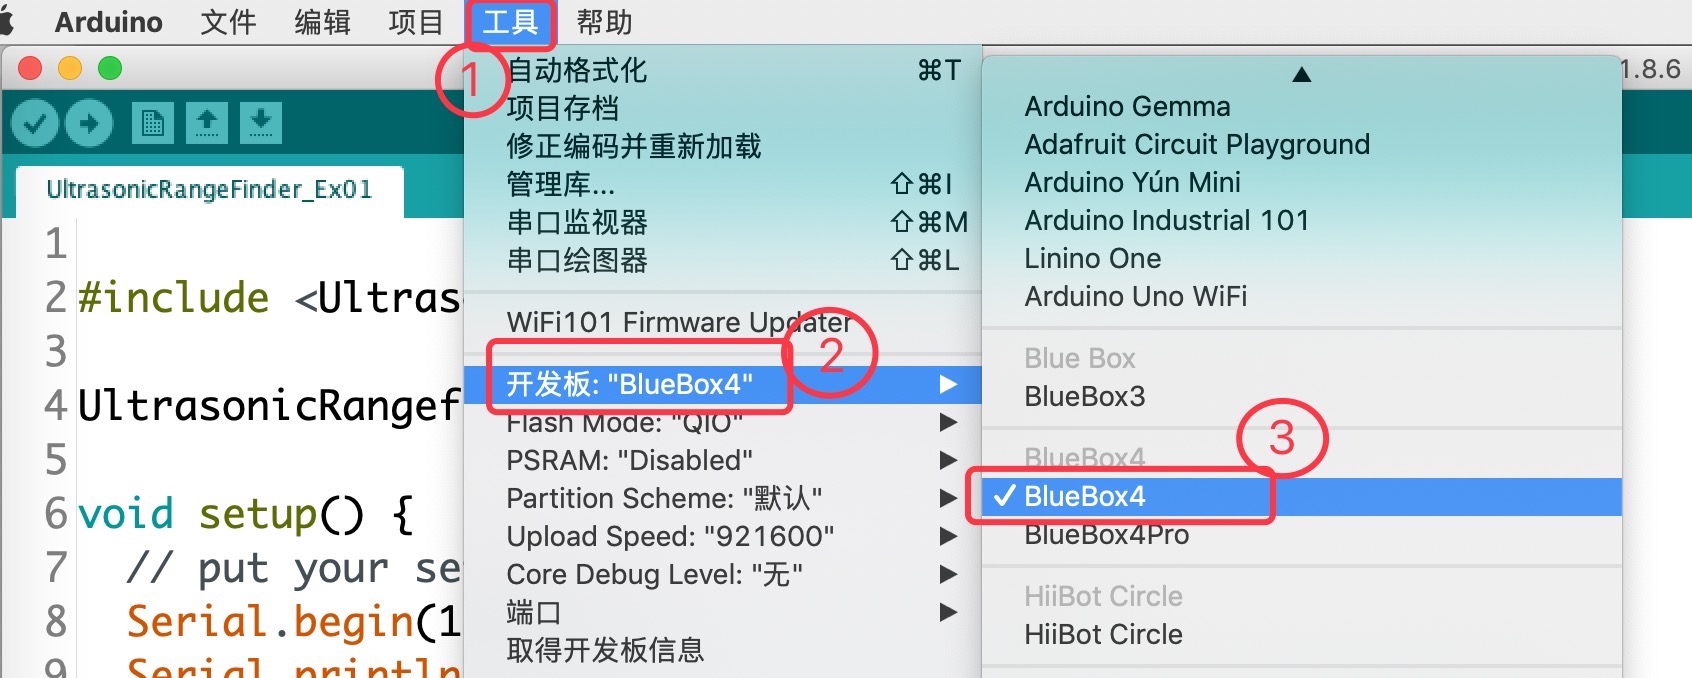 Arduino 文件 编辑 项目 工具 帮助
1.8.6
UltrasonicRangeFinder_Ex01
1
2 #include <Ultras
3
4 UltrasonicRangef
5
6 void setup() {
7 // put your se
8 Serial.begin(1
9 Serial.println
1
自动格式化 ⌘T
项目存档
修正编码并重新加载
管理库... ⇧⌘I
串口监视器 ⇧⌘M
串口绘图器 ⇧⌘L
WiFi101 Firmware Updater
2
开发板: "BlueBox4"
Flash Mode: "QIO"
PSRAM: "Disabled"
Partition Scheme: "默认"
Upload Speed: "921600"
Core Debug Level: "无"
端口
取得开发板信息
Arduino Gemma
Adafruit Circuit Playground
Arduino Yún Mini
Arduino Industrial 101
Linino One
Arduino Uno WiFi
Blue Box
BlueBox3
3
BlueBox4
✓ BlueBox4
BlueBox4Pro
HiiBot Circle
HiiBot Circle